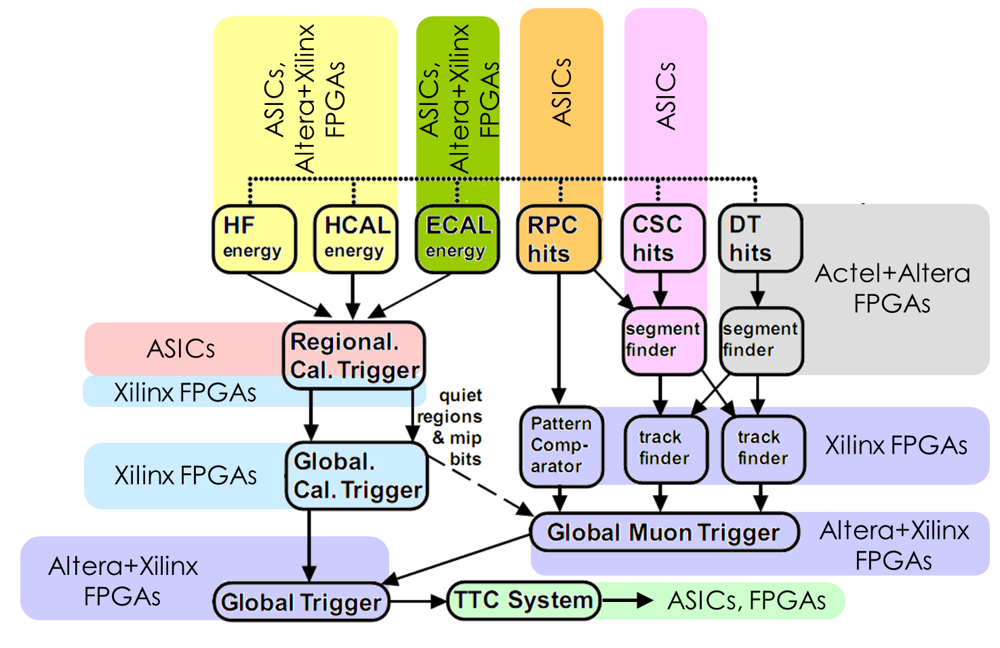 ASICs,
Altera+Xilinx
FPGAs
ASICs,
Altera+Xilinx
FPGAs
ASICs
ASICs
HF
energy
HCAL
energy
ECAL
energy
RPC
hits
CSC
hits
DT
hits
Actel+Altera
FPGAs
ASICs
Regional.
Cal. Trigger
Xilinx FPGAs
segment
finder
segment
finder
quiet
regions
& mip
bits
Xilinx FPGAs
Global.
Cal. Trigger
Pattern
Comp-
arator
track
finder
track
finder
Xilinx FPGAs
Global Muon Trigger
Altera+Xilinx
FPGAs
Altera+Xilinx
FPGAs
Global Trigger
TTC System
ASICs, FPGAs